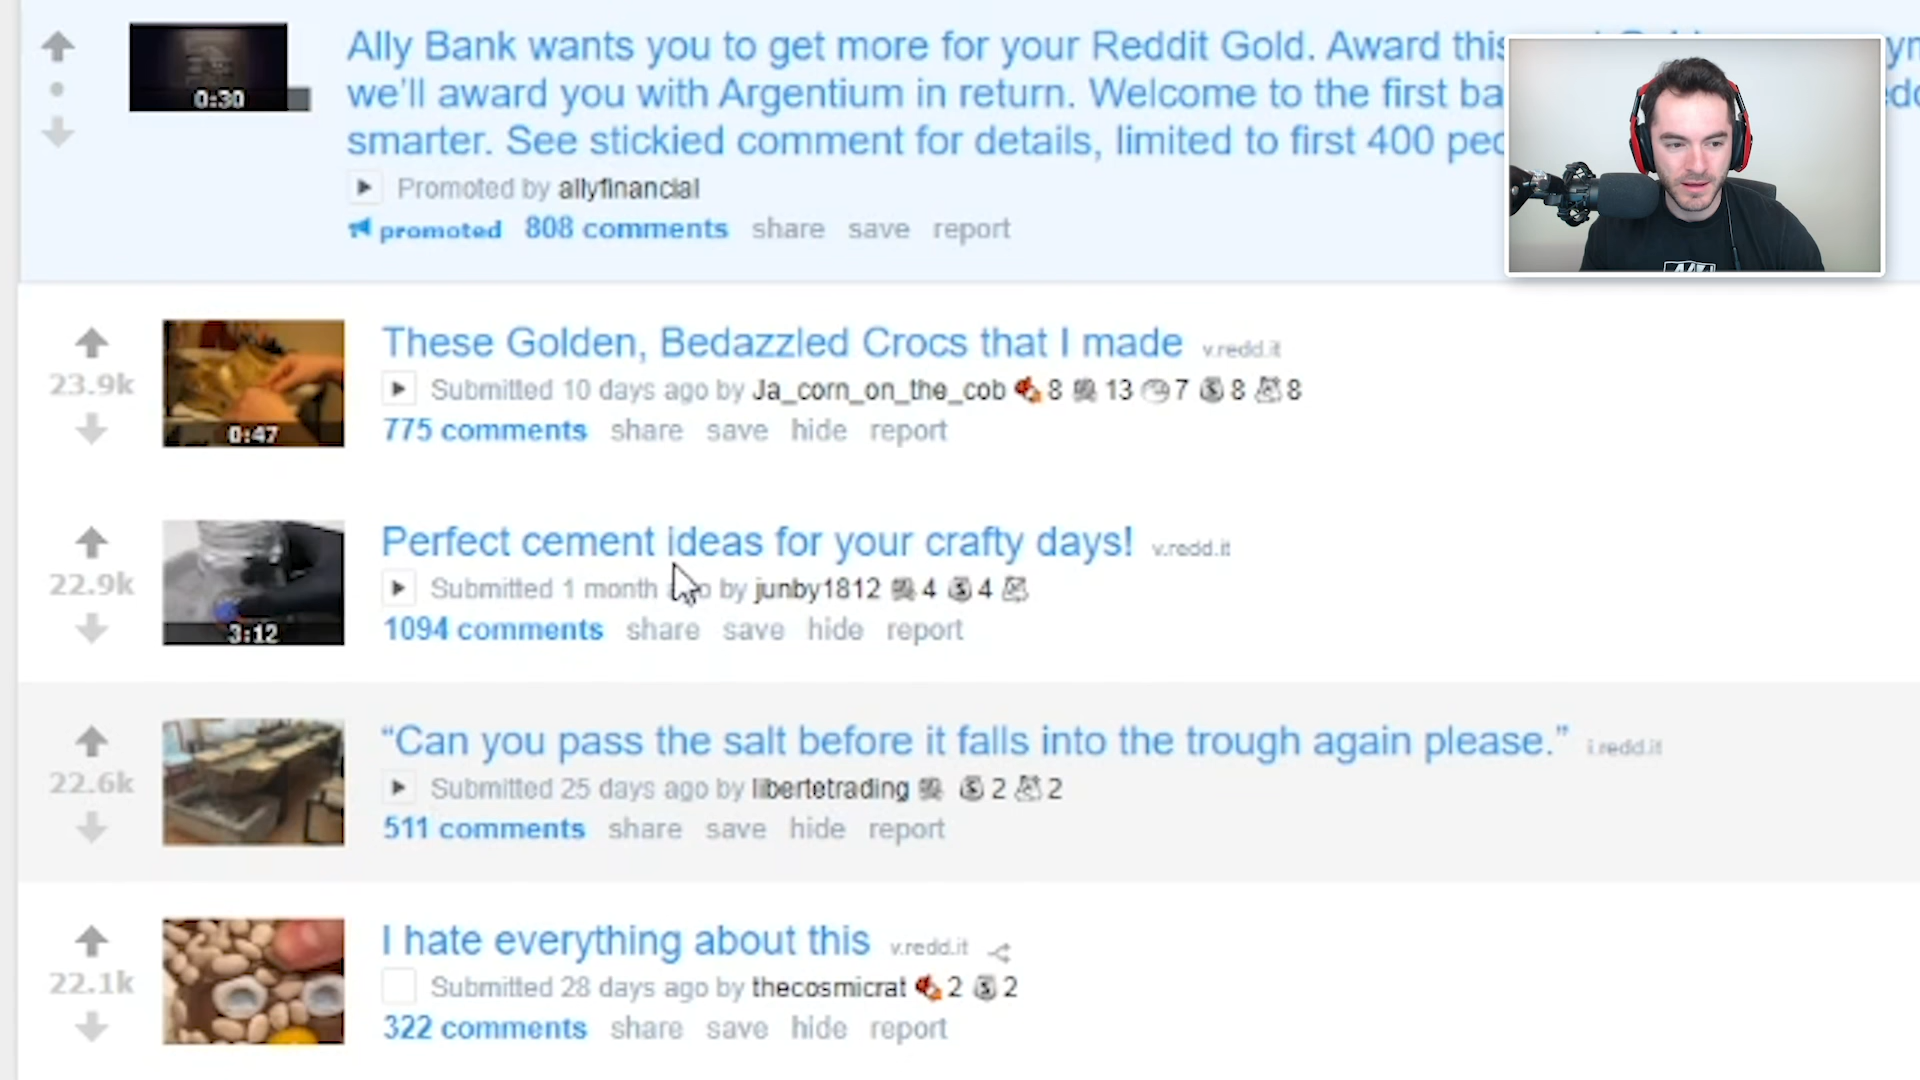 Ally Bank wants you to get more for your Reddit Gold. Award this
we'll award you with Argentium in return. Welcome to the first ba
smarter. See stickied comment for details, limited to first 400
0:30
Promoted by allyfinancial
promoted 808 comments share save report
These Golden, Bedazzled Crocs that I made v.redd.it
23.9k
Submitted 10 days ago by Ja_corn_on_the_cob 8 13 7 8 8
0:47
775 comments share save hide report
Perfect cement ideas for your crafty days! v.redd.it
22.9k
Submitted 1 month by junby1812 4 4
3:12
1094 comments share save hide report
“Can you pass the salt before it falls into the trough again please.” i.redd.it
22.6k
Submitted 25 days ago by libertetrading 2 2
511 comments share save hide report
I hate everything about this v.redd.it
22.1k
Submitted 28 days ago by thecosmicrat 2 2
322 comments share save hide report